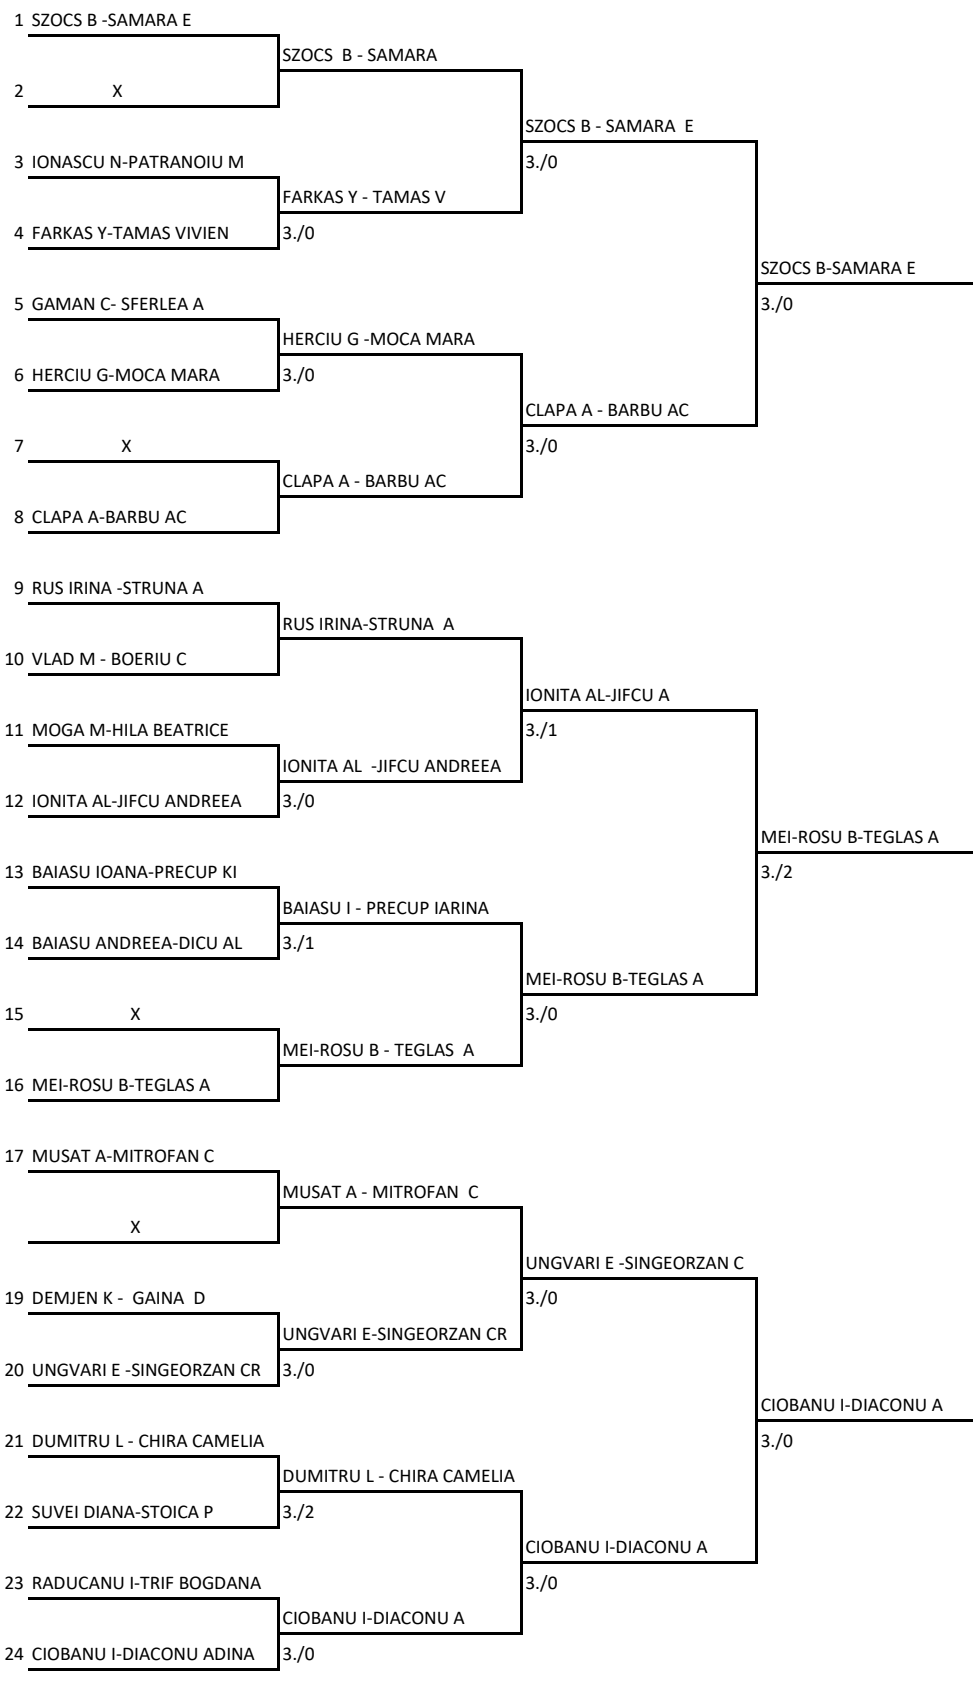 1 SZOCS B -SAMARA E
SZOCS  B - SAMARA
2 X
SZOCS B - SAMARA  E
3 IONASCU N-PATRANOIU M
3./0
FARKAS Y - TAMAS V
4 FARKAS Y-TAMAS VIVIEN
3./0
SZOCS B-SAMARA E
5 GAMAN C- SFERLEA A
3./0
HERCIU G -MOCA MARA
6 HERCIU G-MOCA MARA
3./0
CLAPA A - BARBU AC
7 X
3./0
CLAPA A - BARBU AC
8 CLAPA A-BARBU AC
9 RUS IRINA -STRUNA A
RUS IRINA-STRUNA  A
10 VLAD M - BOERIU C
IONITA AL-JIFCU A
11 MOGA M-HILA BEATRICE
3./1
IONITA AL  -JIFCU ANDREEA
12 IONITA AL-JIFCU ANDREEA
3./0
MEI-ROSU B-TEGLAS A
13 BAIASU IOANA-PRECUP KI
3./2
BAIASU I - PRECUP IARINA
14 BAIASU ANDREEA-DICU AL
3./1
MEI-ROSU B-TEGLAS A
15 X
3./0
MEI-ROSU B - TEGLAS  A
16 MEI-ROSU B-TEGLAS A
17 MUSAT A-MITROFAN C
MUSAT A - MITROFAN  C
X
UNGVARI E -SINGEORZAN C
19 DEMJEN K -  GAINA  D
3./0
UNGVARI E-SINGEORZAN CR
20 UNGVARI E -SINGEORZAN CR
3./0
CIOBANU I-DIACONU A
21 DUMITRU L - CHIRA CAMELIA
3./0
DUMITRU L - CHIRA CAMELIA
22 SUVEI DIANA-STOICA P
3./2
CIOBANU I-DIACONU A
23 RADUCANU I-TRIF BOGDANA
3./0
CIOBANU I-DIACONU A
24 CIOBANU I-DIACONU ADINA
3./0